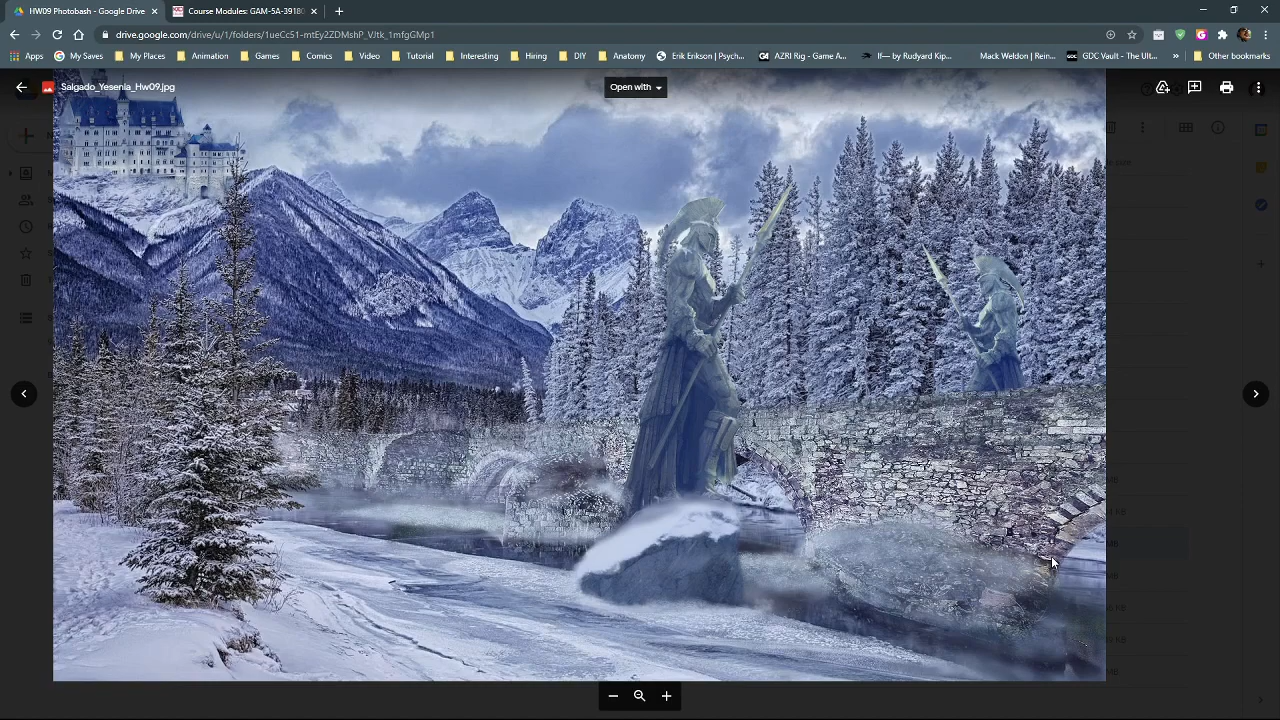 HW09 Photobash - Google Drive
Course Modules: GAM-5A-39180
drive.google.com/drive/u/1/folders/1ueCc51-mtEy2ZDMshP_VJtk_1mfgGMp1
Apps My Saves My Places Animation Games Comics Video Tutorial Interesting Hiring DIY Anatomy Erik Erikson | Psych... AZRI Rig - Game A... If— by Rudyard Kip... Mack Weldon | Rein... GDC Vault - The Ult... » Other bookmarks
Salgado_Yesenia_Hw09.jpg
Open with